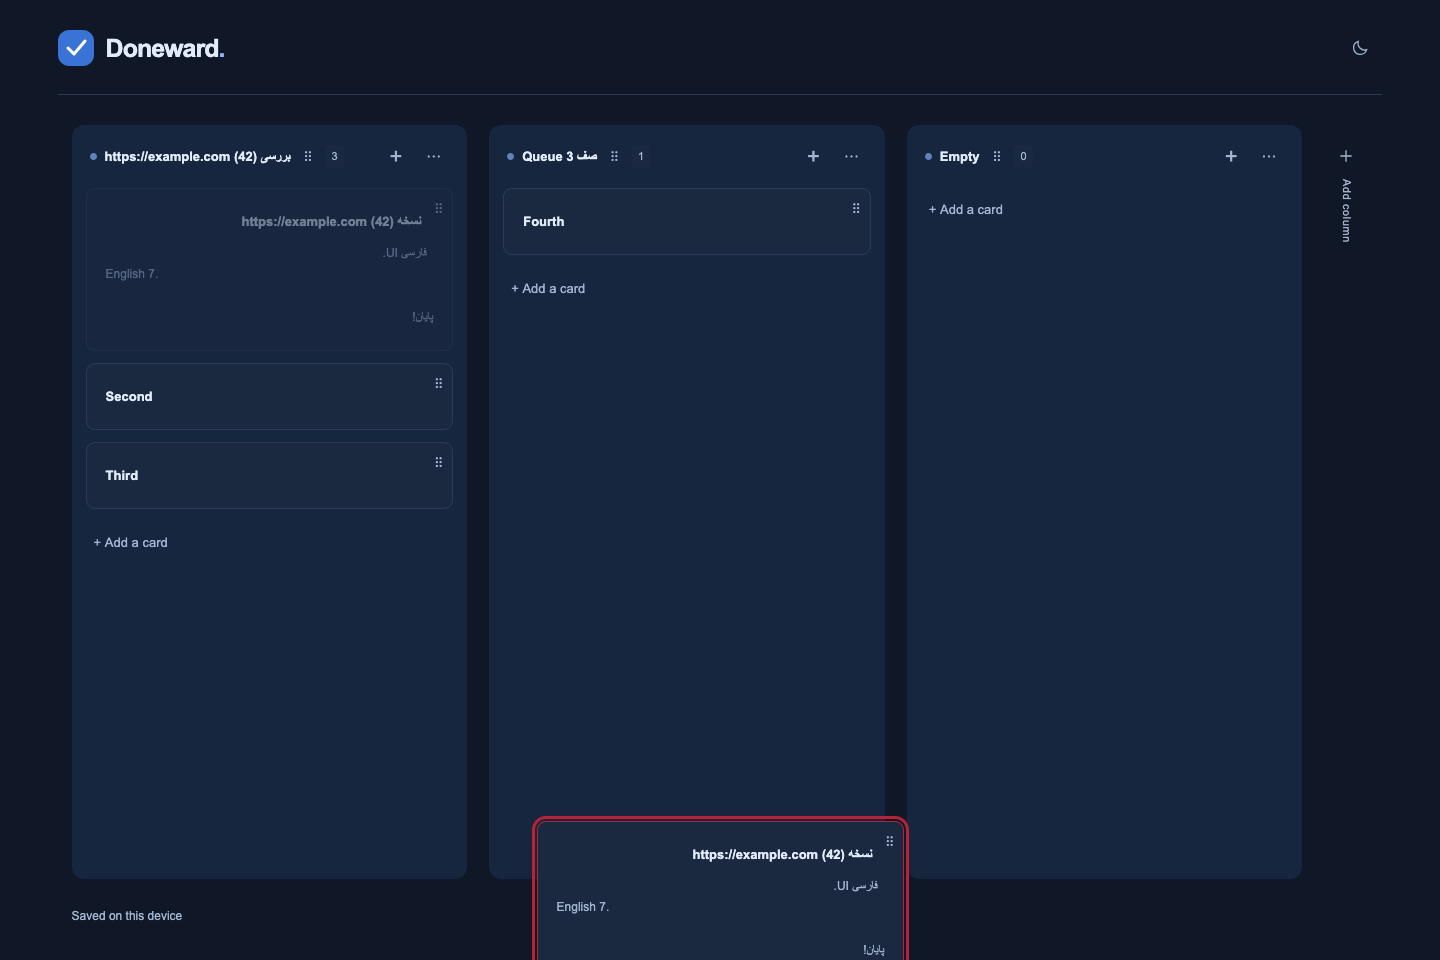 Doneward.
https://example.com (42) بررسی
3
نسخه (42) https://example.com
فارسی UI.
English 7.
پایان!
Second
Third
+ Add a card
Queue 3 صف
1
Fourth
+ Add a card
Empty
0
+ Add a card
Add column
نسخه (42) https://example.com
فارسی UI.
English 7.
پایان!
Saved on this device